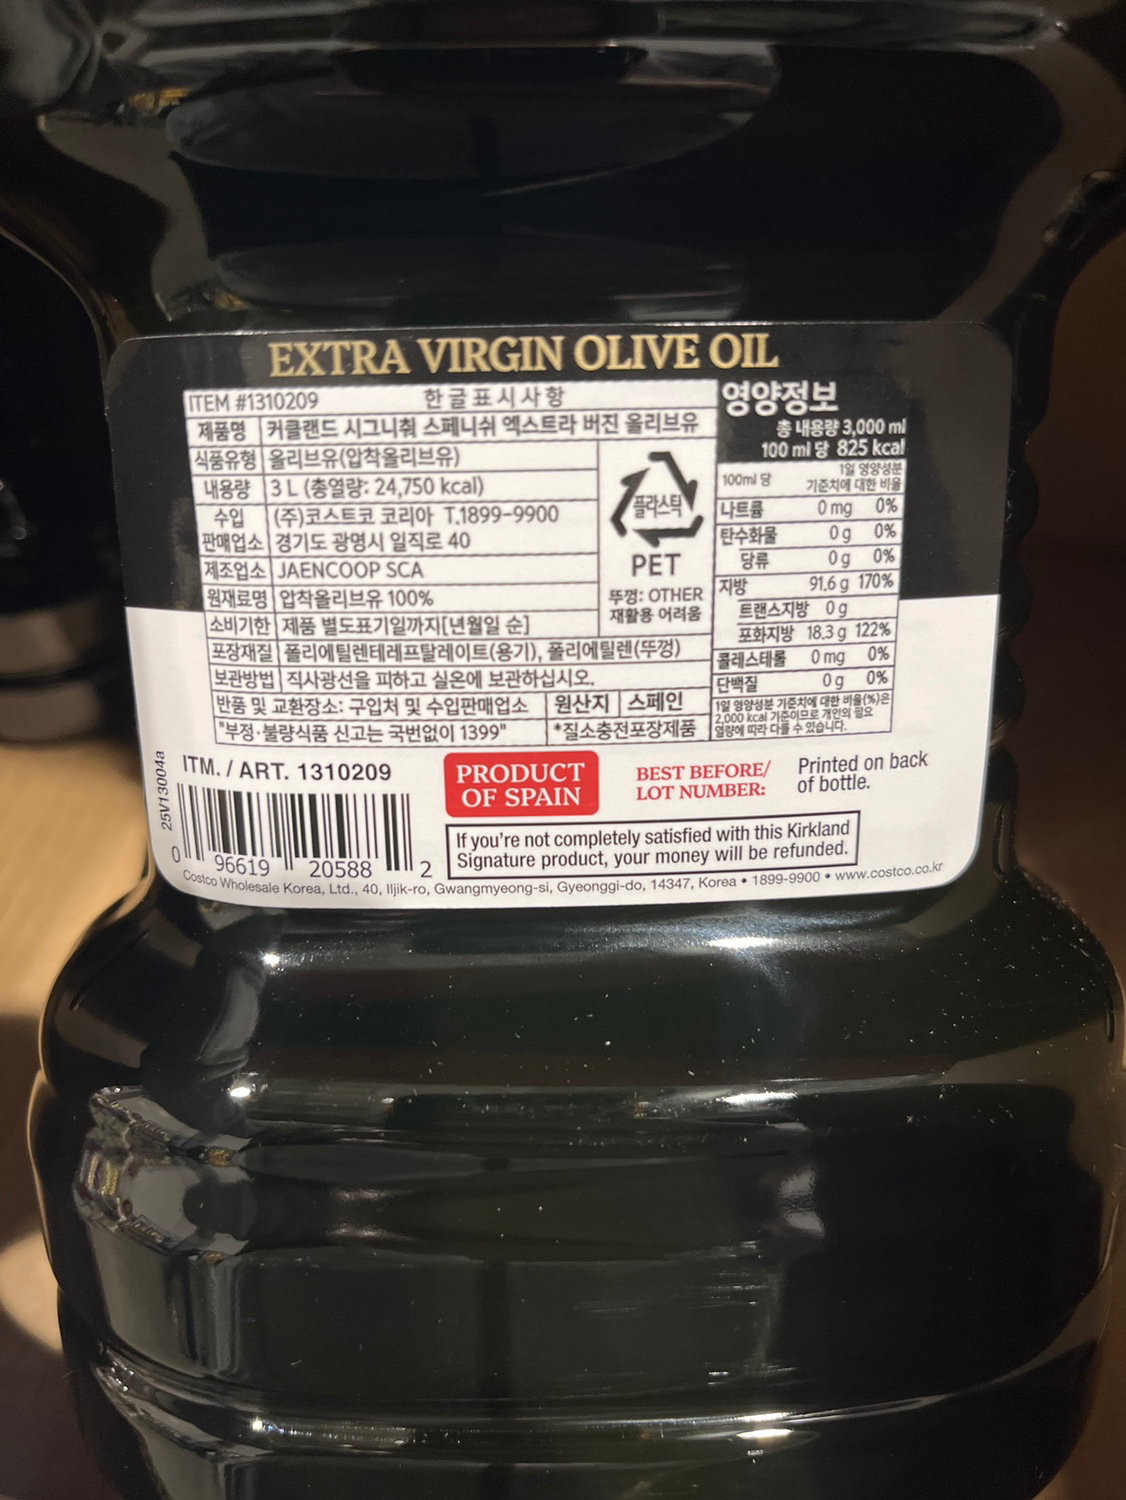 EXTRA VIRGIN OLIVE OIL
ITEM #1310209 한글표시사항
제품명 커클랜드 시그니춰 스페니쉬 엑스트라 버진 올리브유
식품유형 올리브유(압착올리브유)
내용량 3 L (총열량: 24,750 kcal)
수입 (주)코스트코 코리아 T.1899-9900
판매업소 경기도 광명시 일직로 40
제조업소 JAENCOOP SCA
원재료명 압착올리브유 100%
소비기한 제품 별도표기일까지[년월일 순]
플라스틱
PET
뚜껑: OTHER
재활용 어려움
포장재질 폴리에틸렌테레프탈레이트(용기), 폴리에틸렌(뚜껑)
보관방법 직사광선을 피하고 실온에 보관하십시오.
반품 및 교환장소: 구입처 및 수입판매업소 원산지 스페인
"부정·불량식품 신고는 국번없이 1399" *질소충전포장제품
영양정보
총 내용량 3,000 ml
100 ml 당 825 kcal
100ml 당 1일 영양성분
기준치에 대한 비율
나트륨 0 mg 0%
탄수화물 0 g 0%
당류 0 g 0%
지방 91.6 g 170%
트랜스지방 0 g
포화지방 18.3 g 122%
콜레스테롤 0 mg 0%
단백질 0 g 0%
1일 영양성분 기준치에 대한 비율(%)은
2,000 kcal 기준이므로 개인의 필요
열량에 따라 다를 수 있습니다.
25V13004a
ITM. / ART. 1310209
0 96619 20588 2
PRODUCT
OF SPAIN
BEST BEFORE/
LOT NUMBER:
Printed on back
of bottle.
If you're not completely satisfied with this Kirkland
Signature product, your money will be refunded.
Costco Wholesale Korea, Ltd., 40, Iljik-ro, Gwangmyeong-si, Gyeonggi-do, 14347, Korea • 1899-9900 • www.costco.co.kr